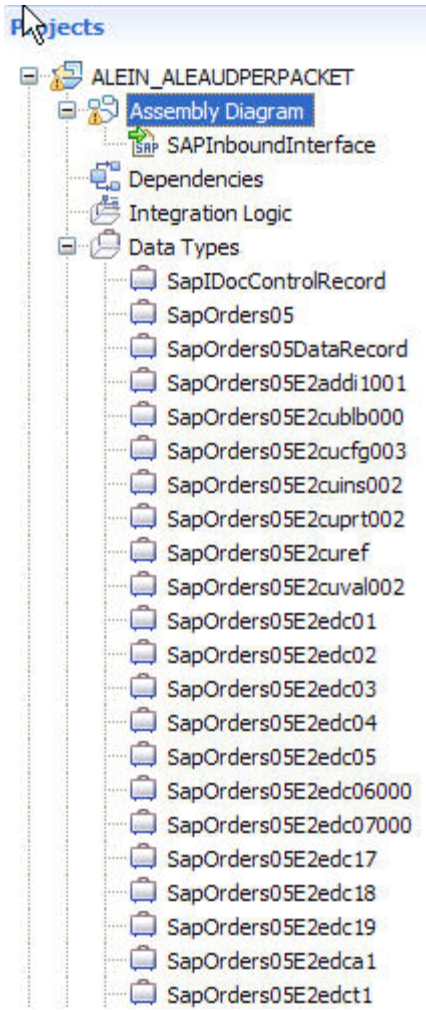 Projects
ALEIN_ALEAUDPERPACKET
Assembly Diagram
SAP SAPInboundInterface
Dependencies
Integration Logic
Data Types
SapIDocControlRecord
SapOrders05
SapOrders05DataRecord
SapOrders05E2addi1001
SapOrders05E2cublb000
SapOrders05E2cucfg003
SapOrders05E2cuins002
SapOrders05E2cuprt002
SapOrders05E2curef
SapOrders05E2cuval002
SapOrders05E2edc01
SapOrders05E2edc02
SapOrders05E2edc03
SapOrders05E2edc04
SapOrders05E2edc05
SapOrders05E2edc06000
SapOrders05E2edc07000
SapOrders05E2edc17
SapOrders05E2edc18
SapOrders05E2edc19
SapOrders05E2edca1
SapOrders05E2edct1